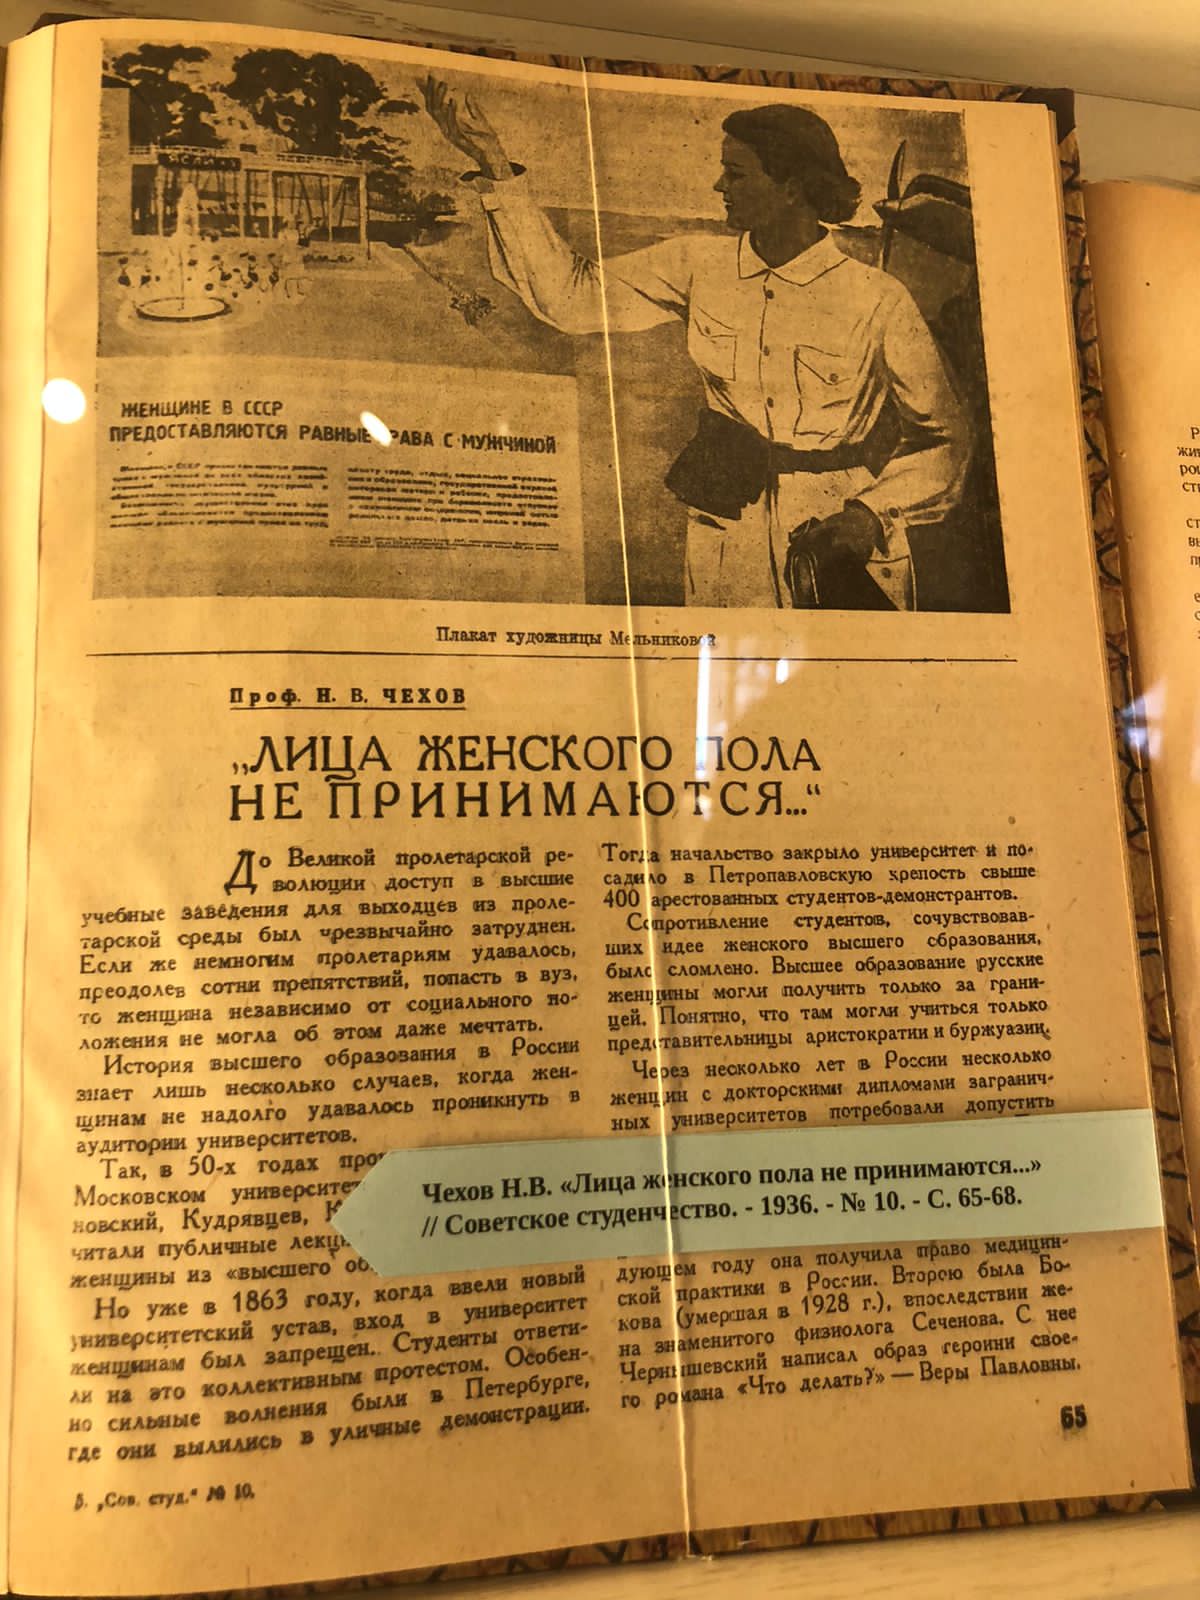 ЯСЛИ
ЖЕНЩИНЕ В СССР
ПРЕДОСТАВЛЯЮТСЯ РАВНЫЕ ПРАВА С МУЖЧИНОЙ
Плакат художницы Мельниковой
Проф. Н. В. ЧЕХОВ
„ЛИЦА ЖЕНСКОГО ПОЛА
НЕ ПРИНИМАЮТСЯ...“
До Великой пролетарской ре-
волюции доступ в высшие
учебные заведения для выходцев из проле-
тарской среды был чрезвычайно затруднен.
Если же немногим пролетариям удавалось,
преодолев сотни препятствий, попасть в вуз,
то женщина независимо от социального по-
ложения не могла об этом даже мечтать.
История высшего образования в России
знает лишь несколько случаев, когда жен-
щинам не надолго удавалось проникнуть в
аудитории университетов.
Так, в 50-х годах
Московском
новский, Кудрявцев,
читали публичные
женщины из «высшего
Но уже в 1863 году, когда ввели новый
университетский устав, вход в университет
женщинам был запрещен. Студенты ответи-
ли на это коллективным протестом. Особен-
но сильные волнения были в Петербурге,
где они вылились в уличные демонстрации.
5. „Сов. студ.“ № 10.
Тогда начальство закрыло университет и по-
садило в Петропавловскую крепость свыше
400 арестованных студентов-демонстрантов.
Сопротивление студентов, сочувствовав-
ших идее женского высшего образования,
было сломлено. Высшее образование русские
женщины могли получить только за грани-
цей. Понятно, что там могли учиться только
представительницы аристократии и буржуазии.
Через несколько лет в России несколько
женщин с докторскими дипломами загранич-
ных университетов потребовали допустить
Чехов Н.В. «Лица женского пола не принимаются...»
// Советское студенчество. - 1936. - № 10. - С. 65-68.
дующем году она получила право медицин-
ской практики в России. Второю была Бо-
кова (умершая в 1928 г.), впоследствии же-
на знаменитого физиолога Сеченова. С нее
Чернышевский написал образ героини свое-
го романа «Что делать?» — Веры Павловны.
65